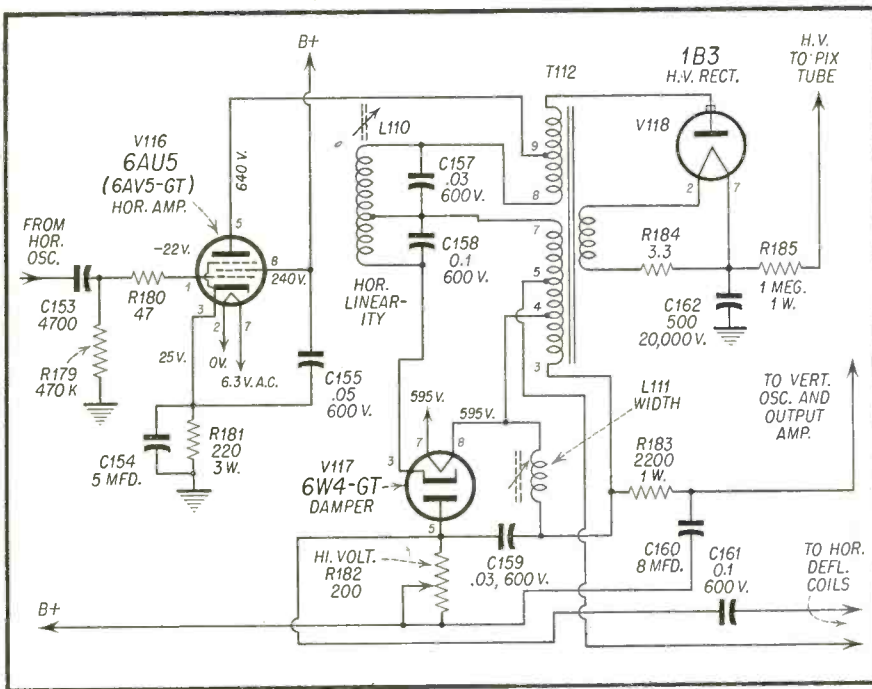 B+
T112
1B3
H.V. RECT.
H.V.
TO PIX
TUBE
V116
6AU5
(6AV5-GT)
HOR. AMP.
640 V.
5
L110
C157
.03
600 V.
9
8
V118
2
7
FROM
HOR.
OSC.
-22V.
8
240V.
1
C153
4700
R180
47
3
2
7
R179
470 K
25V.
0V.
6.3 V. A.C.
C158
0.1
600 V.
HOR.
LINEAR-
ITY
7
5
4
3
R184
3.3
R185
1 MEG.
1 W.
C162
500
20,000 V.
C155
.05
600 V.
C154
5 MFD.
R181
220
3 W.
595 V.
595 V.
7
8
3
V117
6W4-GT
DAMPER
5
L111
WIDTH
TO VERT.
OSC. AND
OUTPUT
AMP.
R183
2200
1 W.
HI. VOLT.
R182
200
C159
.03, 600 V.
C160
8 MFD.
C161
0.1
600 V.
TO HOR.
DEFL.
COILS
B+